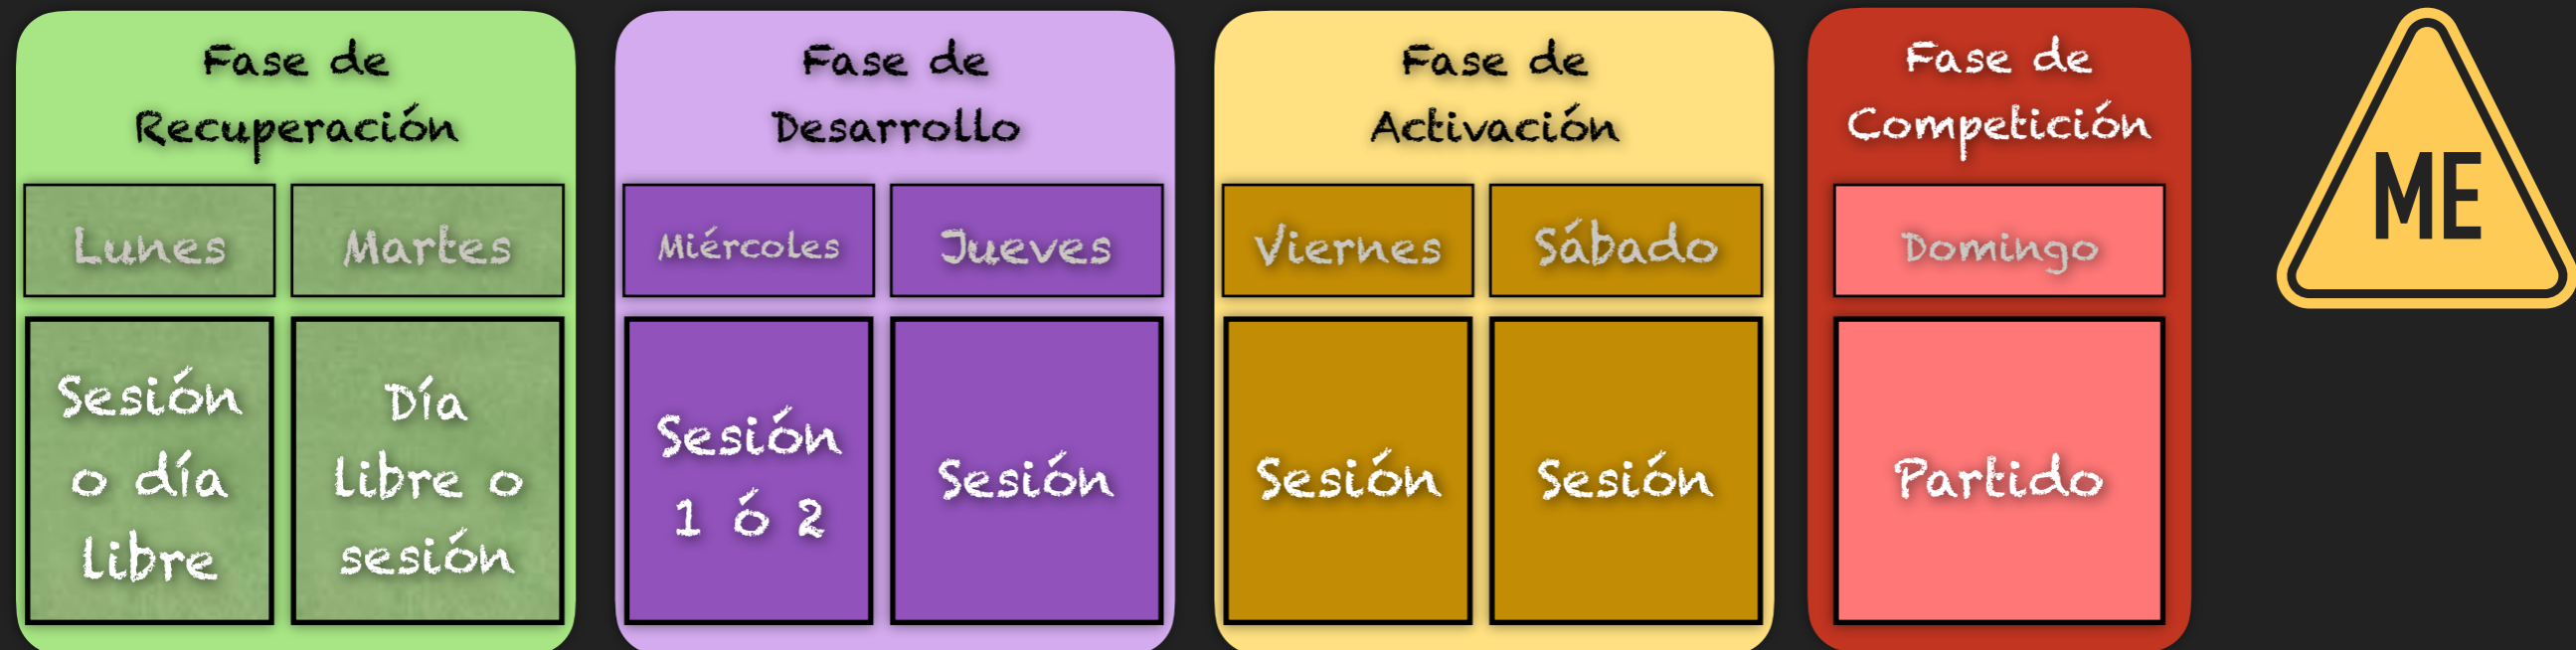 Fase de
Recuperación
Lunes
Martes
Sesión
o día
libre
Día
libre o
sesión
Fase de
Desarrollo
Miércoles
Jueves
Sesión
1 ó 2
Sesión
Fase de
Activación
Viernes
Sábado
Sesión
Sesión
Fase de
Competición
Domingo
Partido
ME